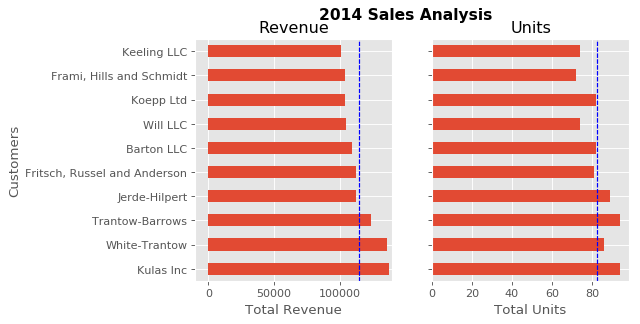 2014 Sales Analysis
Revenue
Units
Customers
Keeling LLC
Frami, Hills and Schmidt
Koepp Ltd
Will LLC
Barton LLC
Fritsch, Russel and Anderson
Jerde-Hilpert
Trantow-Barrows
White-Trantow
Kulas Inc
0 50000 100000
0 20 40 60 80
Total Revenue
Total Units